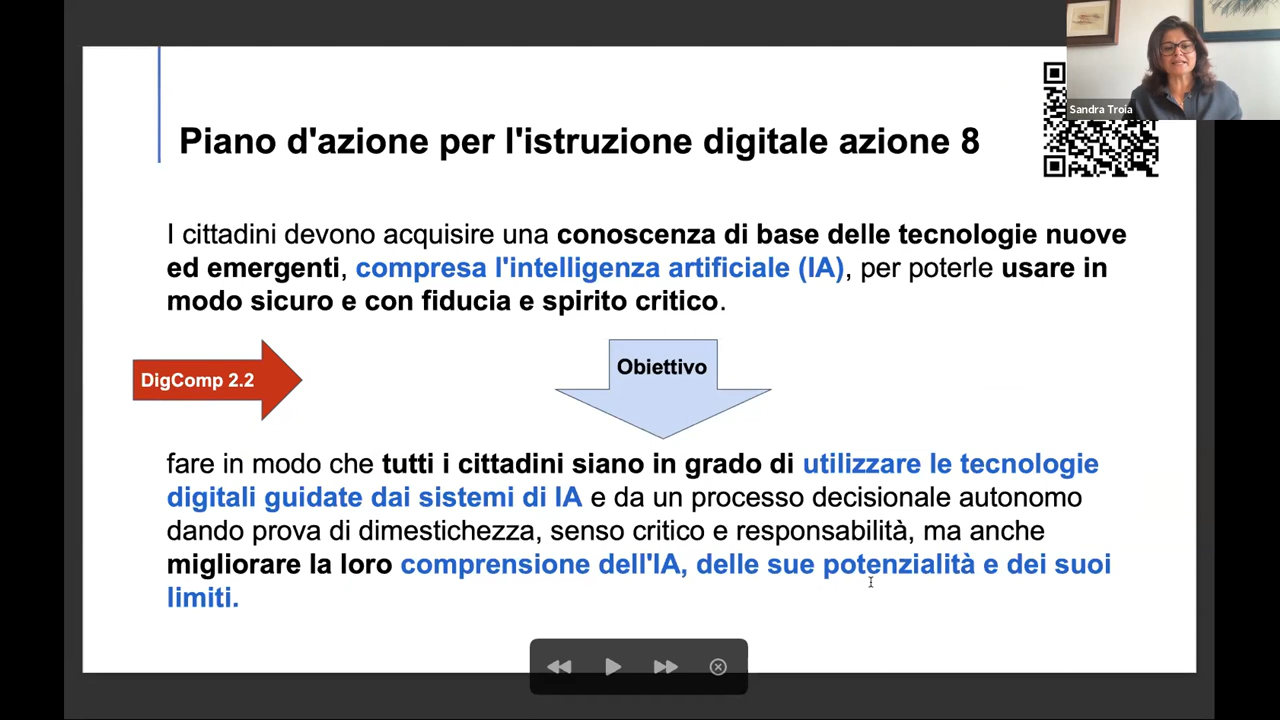 Sandra Troia
Piano d'azione per l'istruzione digitale azione 8
I cittadini devono acquisire una conoscenza di base delle tecnologie nuove
ed emergenti, compresa l'intelligenza artificiale (IA), per poterle usare in
modo sicuro e con fiducia e spirito critico.
DigComp 2.2
Obiettivo
fare in modo che tutti i cittadini siano in grado di utilizzare le tecnologie
digitali guidate dai sistemi di IA e da un processo decisionale autonomo
dando prova di dimestichezza, senso critico e responsabilità, ma anche
migliorare la loro comprensione dell'IA, delle sue potenzialità e dei suoi
limiti.